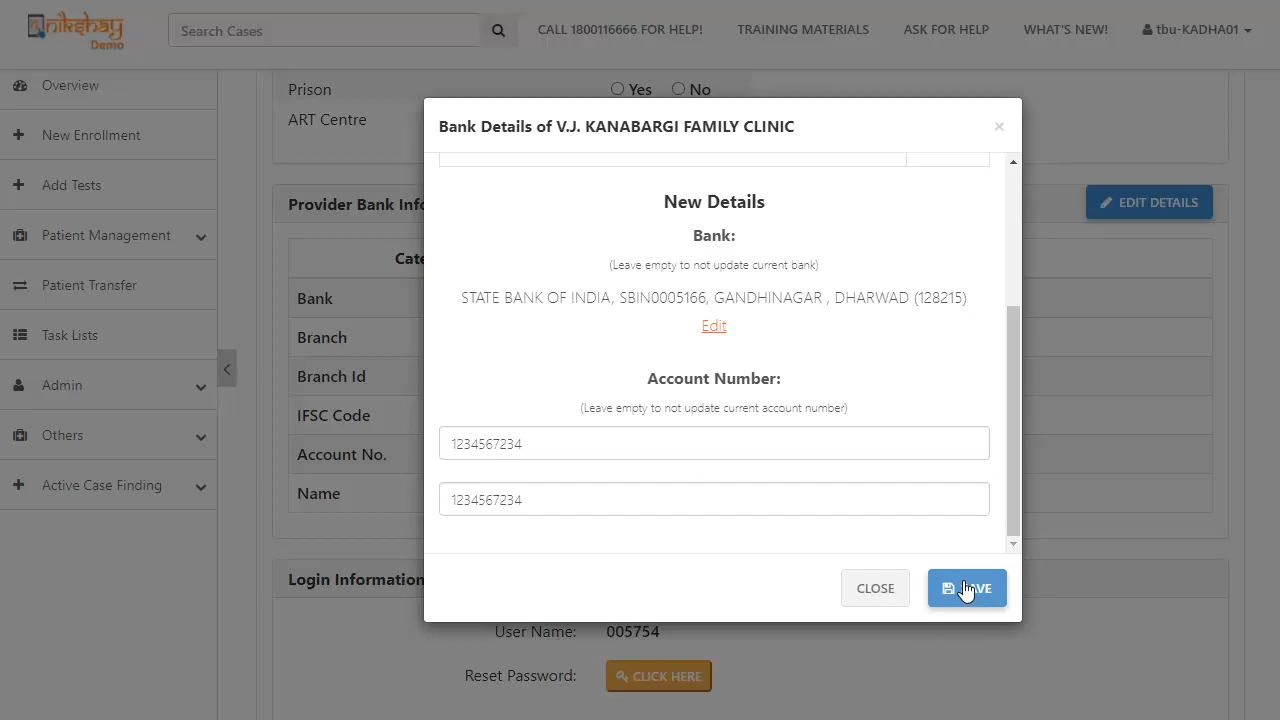 nikshay
Demo
Search Cases
CALL 1800116666 FOR HELP!
TRAINING MATERIALS
ASK FOR HELP
WHAT'S NEW!
tbu-KADHA01
Overview
New Enrollment
Add Tests
Patient Management
Patient Transfer
Task Lists
Admin
Others
Active Case Finding
Prison
Yes
No
ART Centre
Provider Bank Info
EDIT DETAILS
Cate
Bank
Branch
Branch Id
IFSC Code
Account No.
Name
Login Information
User Name:
005754
Reset Password:
CLICK HERE
Bank Details of V.J. KANABARGI FAMILY CLINIC
×
New Details
Bank:
(Leave empty to not update current bank)
STATE BANK OF INDIA, SBIN0005166, GANDHINAGAR , DHARWAD (128215)
Edit
Account Number:
(Leave empty to not update current account number)
1234567234
1234567234
CLOSE
SAVE